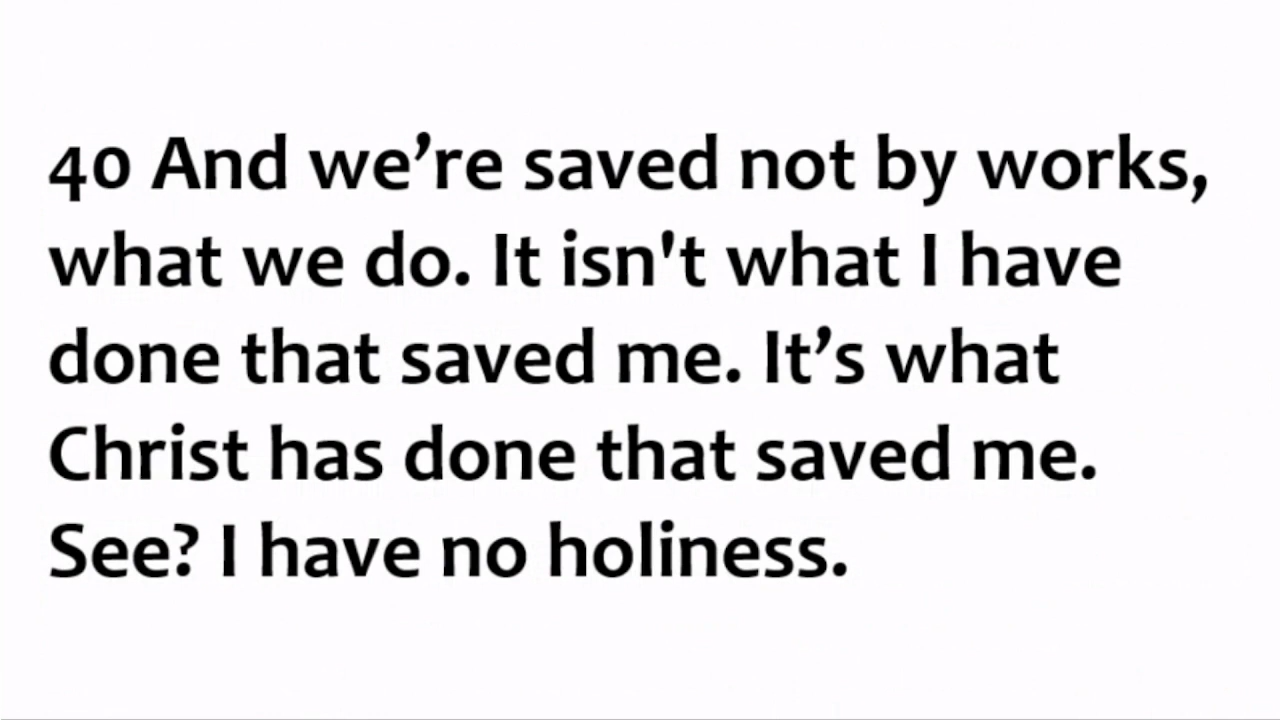 40 And we’re saved not by works,
what we do. It isn't what I have
done that saved me. It’s what
Christ has done that saved me.
See? I have no holiness.